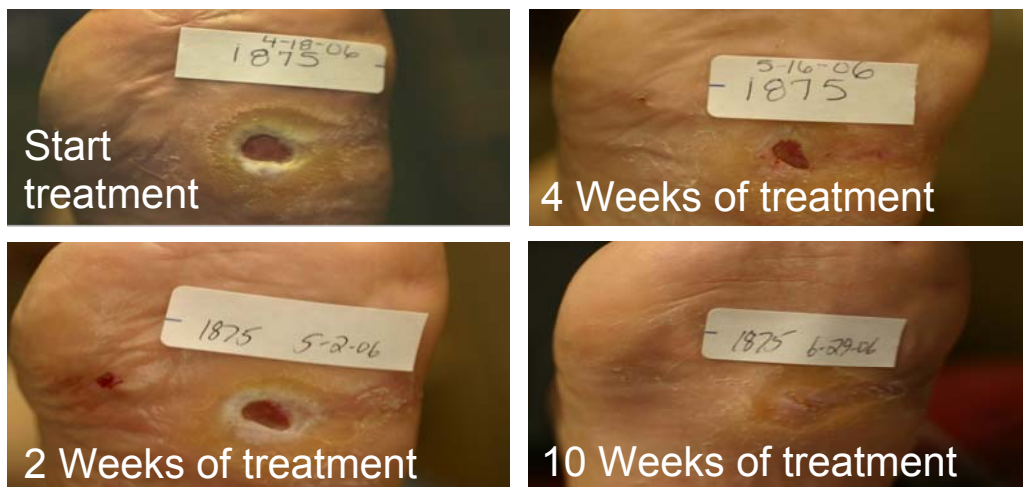 4-18-06
1875
Start
treatment
5-16-06
1875
4 Weeks of treatment
1875 5-2-06
2 Weeks of treatment
1875 6-29-06
10 Weeks of treatment